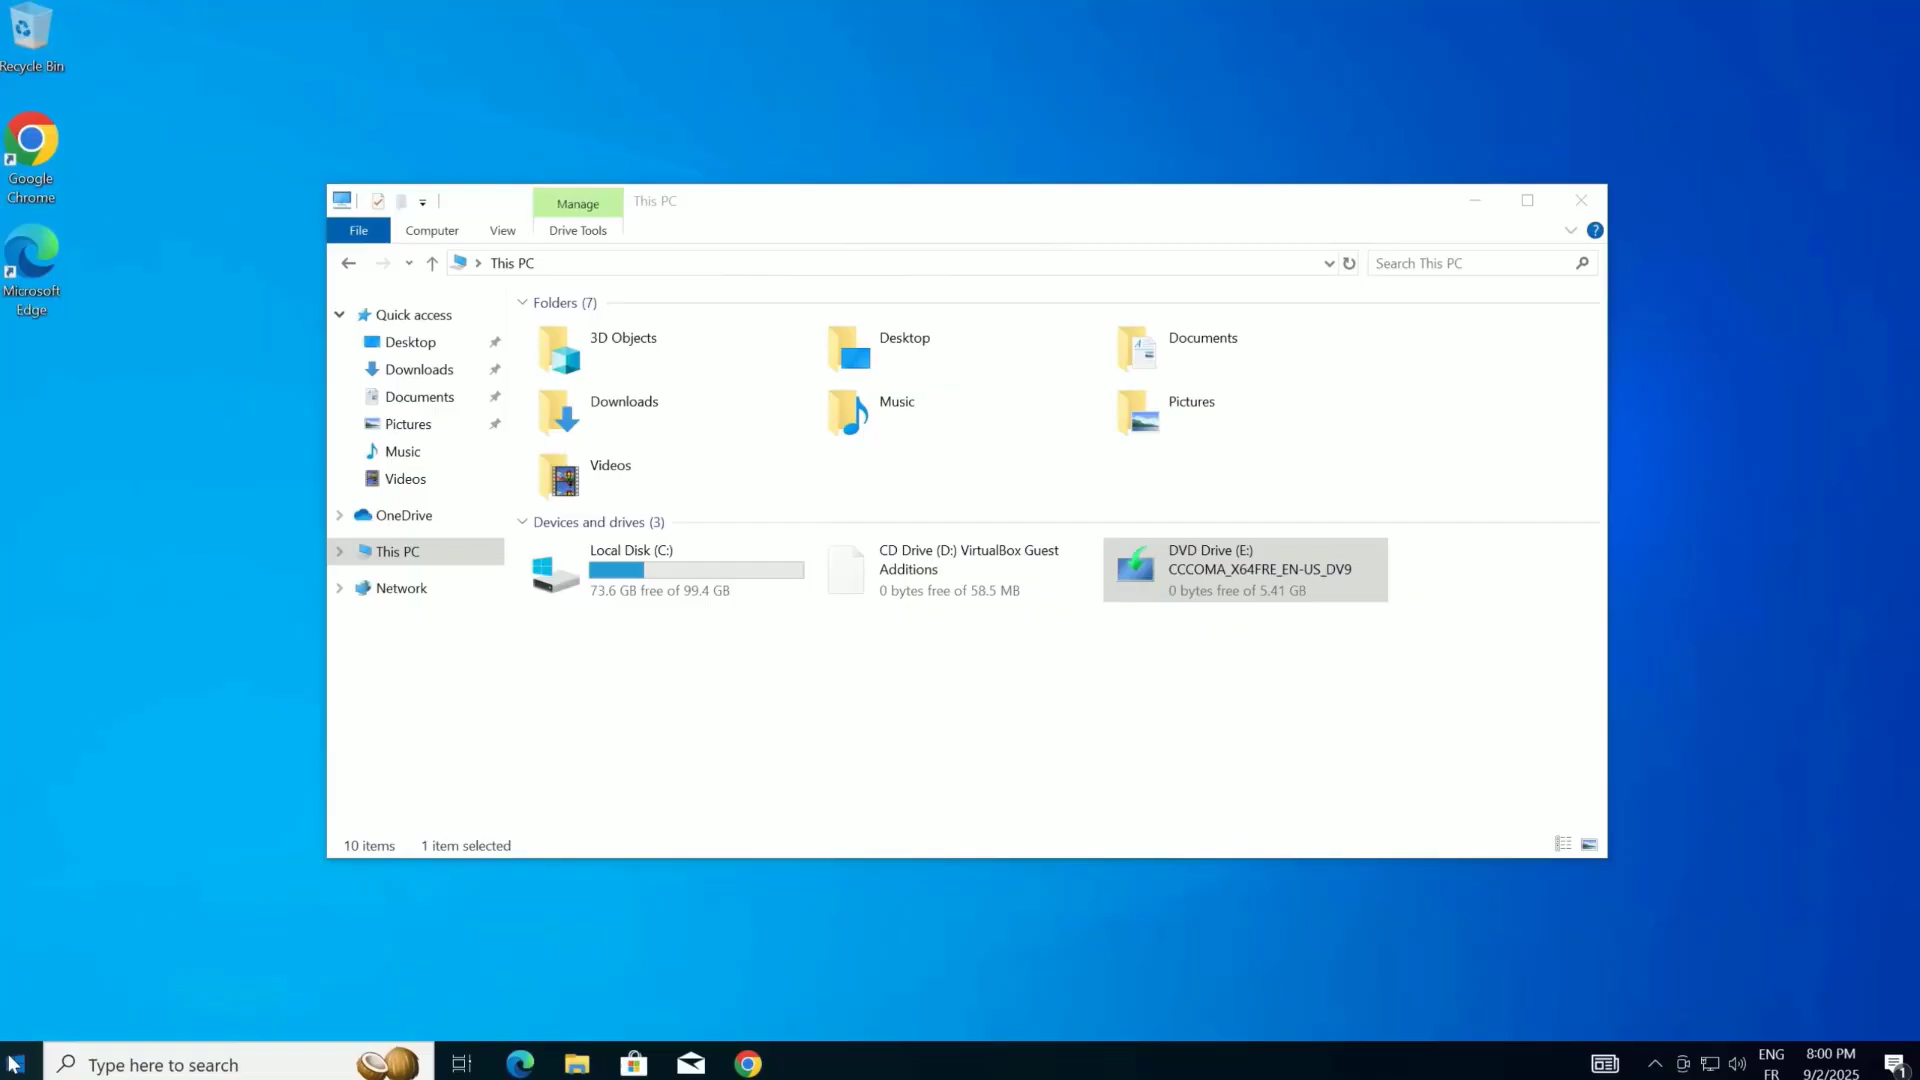 Recycle Bin
Google
Chrome
Microsoft
Edge
Manage
This PC
File
Computer
View
Drive Tools
?
This PC
Search This PC
Quick access
Desktop
Downloads
Documents
Pictures
Music
Videos
OneDrive
This PC
Network
Folders (7)
3D Objects
Desktop
Documents
Downloads
Music
Pictures
Videos
Devices and drives (3)
Local Disk (C:)
73.6 GB free of 99.4 GB
CD Drive (D:) VirtualBox Guest
Additions
0 bytes free of 58.5 MB
DVD Drive (E:)
CCCOMA_X64FRE_EN-US_DV9
0 bytes free of 5.41 GB
10 items
1 item selected
Type here to search
ENG
FR
8:00 PM
9/2/2025
1